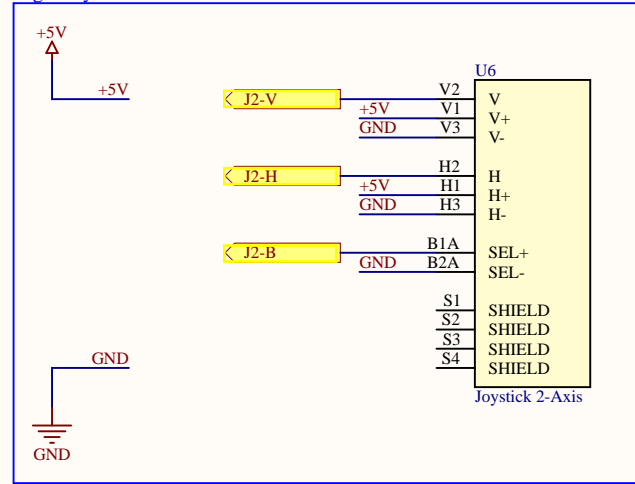 +5V
+5V
U6
J2-V
V2
V
+5V
V1
V+
GND
V3
V-
J2-H
H2
H
+5V
H1
H+
GND
H3
H-
J2-B
B1A
SEL+
GND
B2A
SEL-
S1
SHIELD
S2
SHIELD
S3
SHIELD
S4
SHIELD
GND
Joystick 2-Axis
GND